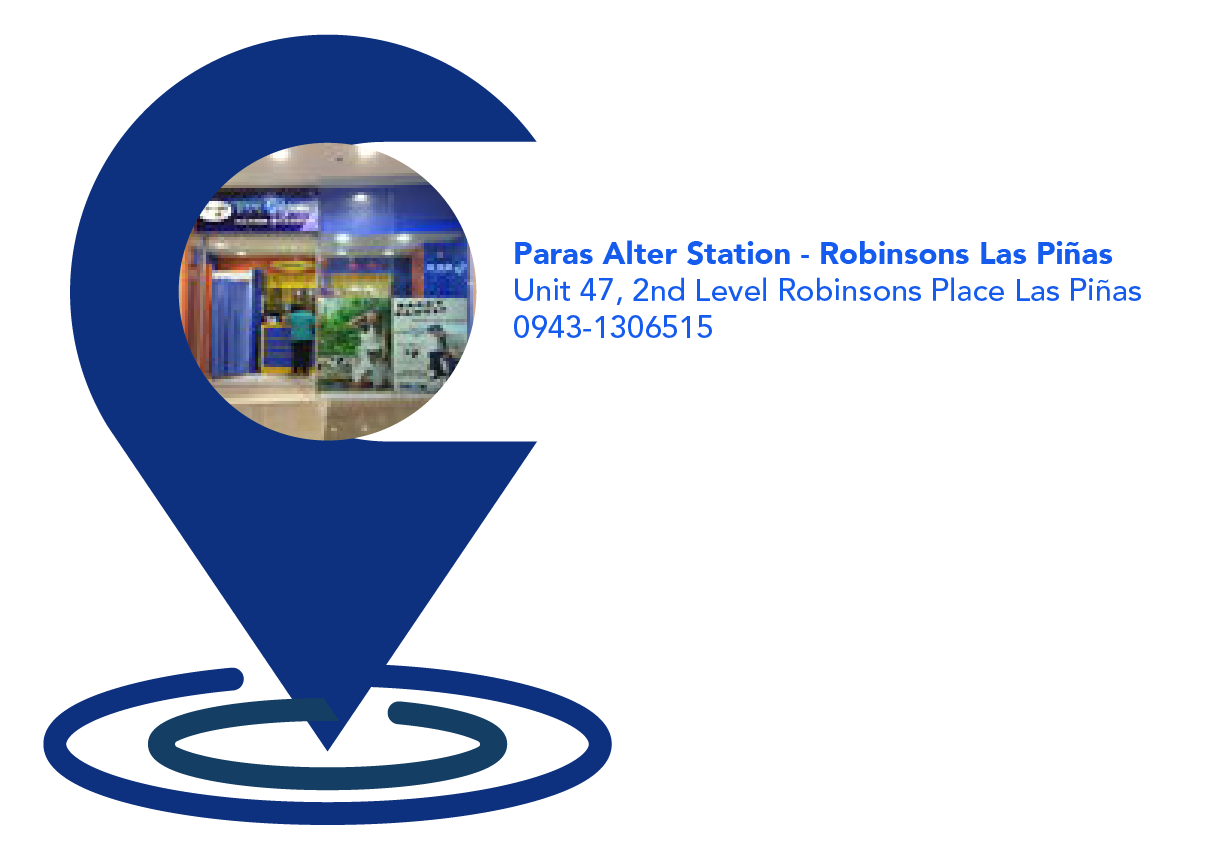 Paras Alter Station - Robinsons Las Piñas
Unit 47, 2nd Level Robinsons Place Las Piñas
0943-1306515